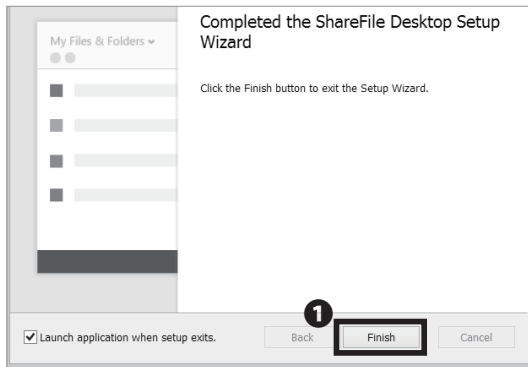 My Files & Folders
Completed the ShareFile Desktop Setup
Wizard
Click the Finish button to exit the Setup Wizard.
1
Launch application when setup exits.
Back
Finish
Cancel